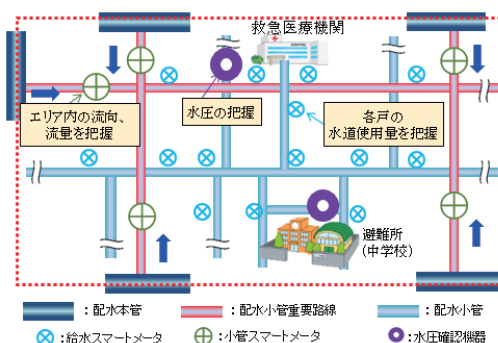 救急医療機関
エリア内の流向、
流量を把握
水圧の把握
各戸の
水道使用量を把握
避難所
(中学校)
:配水本管
:配水小管重要路線
:配水小管
:給水スマートメータ
:小管スマートメータ
:水圧確認機器